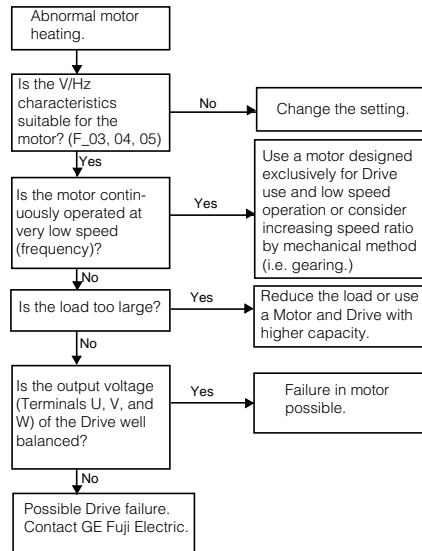 Abnormal motor
heating.
Is the V/Hz
characteristics
suitable for the
motor? (F_03, 04, 05)
No
Change the setting.
Yes
Is the motor contin-
uously operated at
very low speed
(frequency)?
Yes
Use a motor designed
exclusively for Drive
use and low speed
operation or consider
increasing speed ratio
by mechanical method
(i.e. gearing.)
No
Is the load too large?
Yes
Reduce the load or use
a Motor and Drive with
higher capacity.
No
Is the output voltage
(Terminals U, V, and
W) of the Drive well
balanced?
Yes
Failure in motor
possible.
No
Possible Drive failure.
Contact GE Fuji Electric.